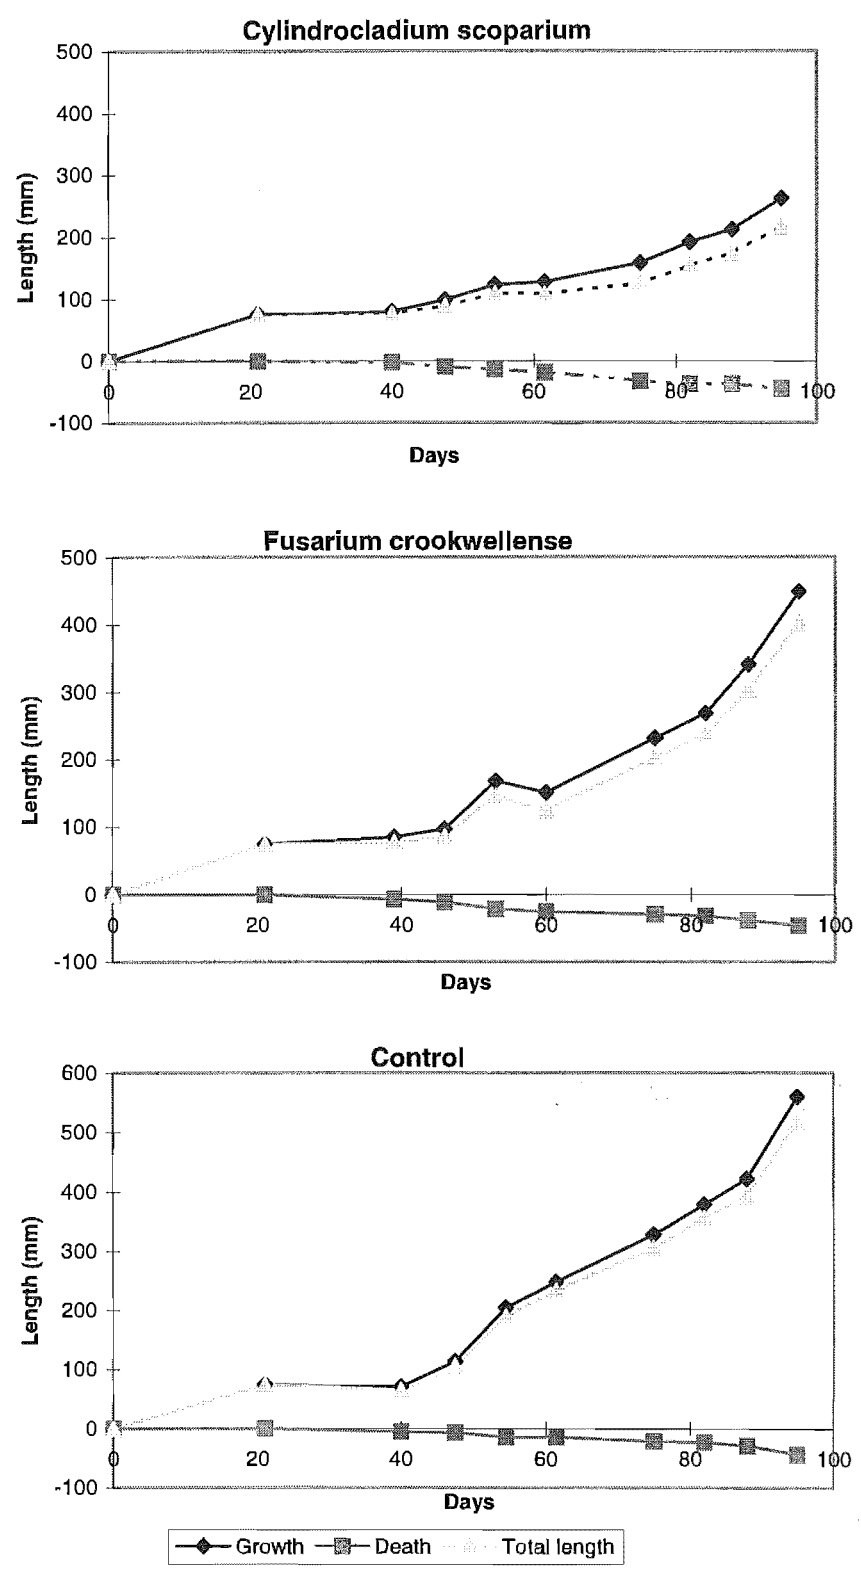 Cylindrocladium scoparium
500
400
300
200
100
0
-100
0 20 40 60 80 100
Length (mm)
Days
Fusarium crookwellense
500
400
300
200
100
0
-100
0 20 40 60 80 100
Length (mm)
Days
Control
600
500
400
300
200
100
0
-100
0 20 40 60 80 100
Length (mm)
Days
Growth Death Total length